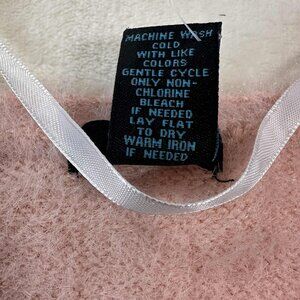 MACHINE WASH
COLD
WITH LIKE
COLORS
GENTLE CYCLE
ONLY NON-
CHLORINE
BLEACH
IF NEEDED
LAY FLAT
TO DRY
WARM IRON
IF NEEDED